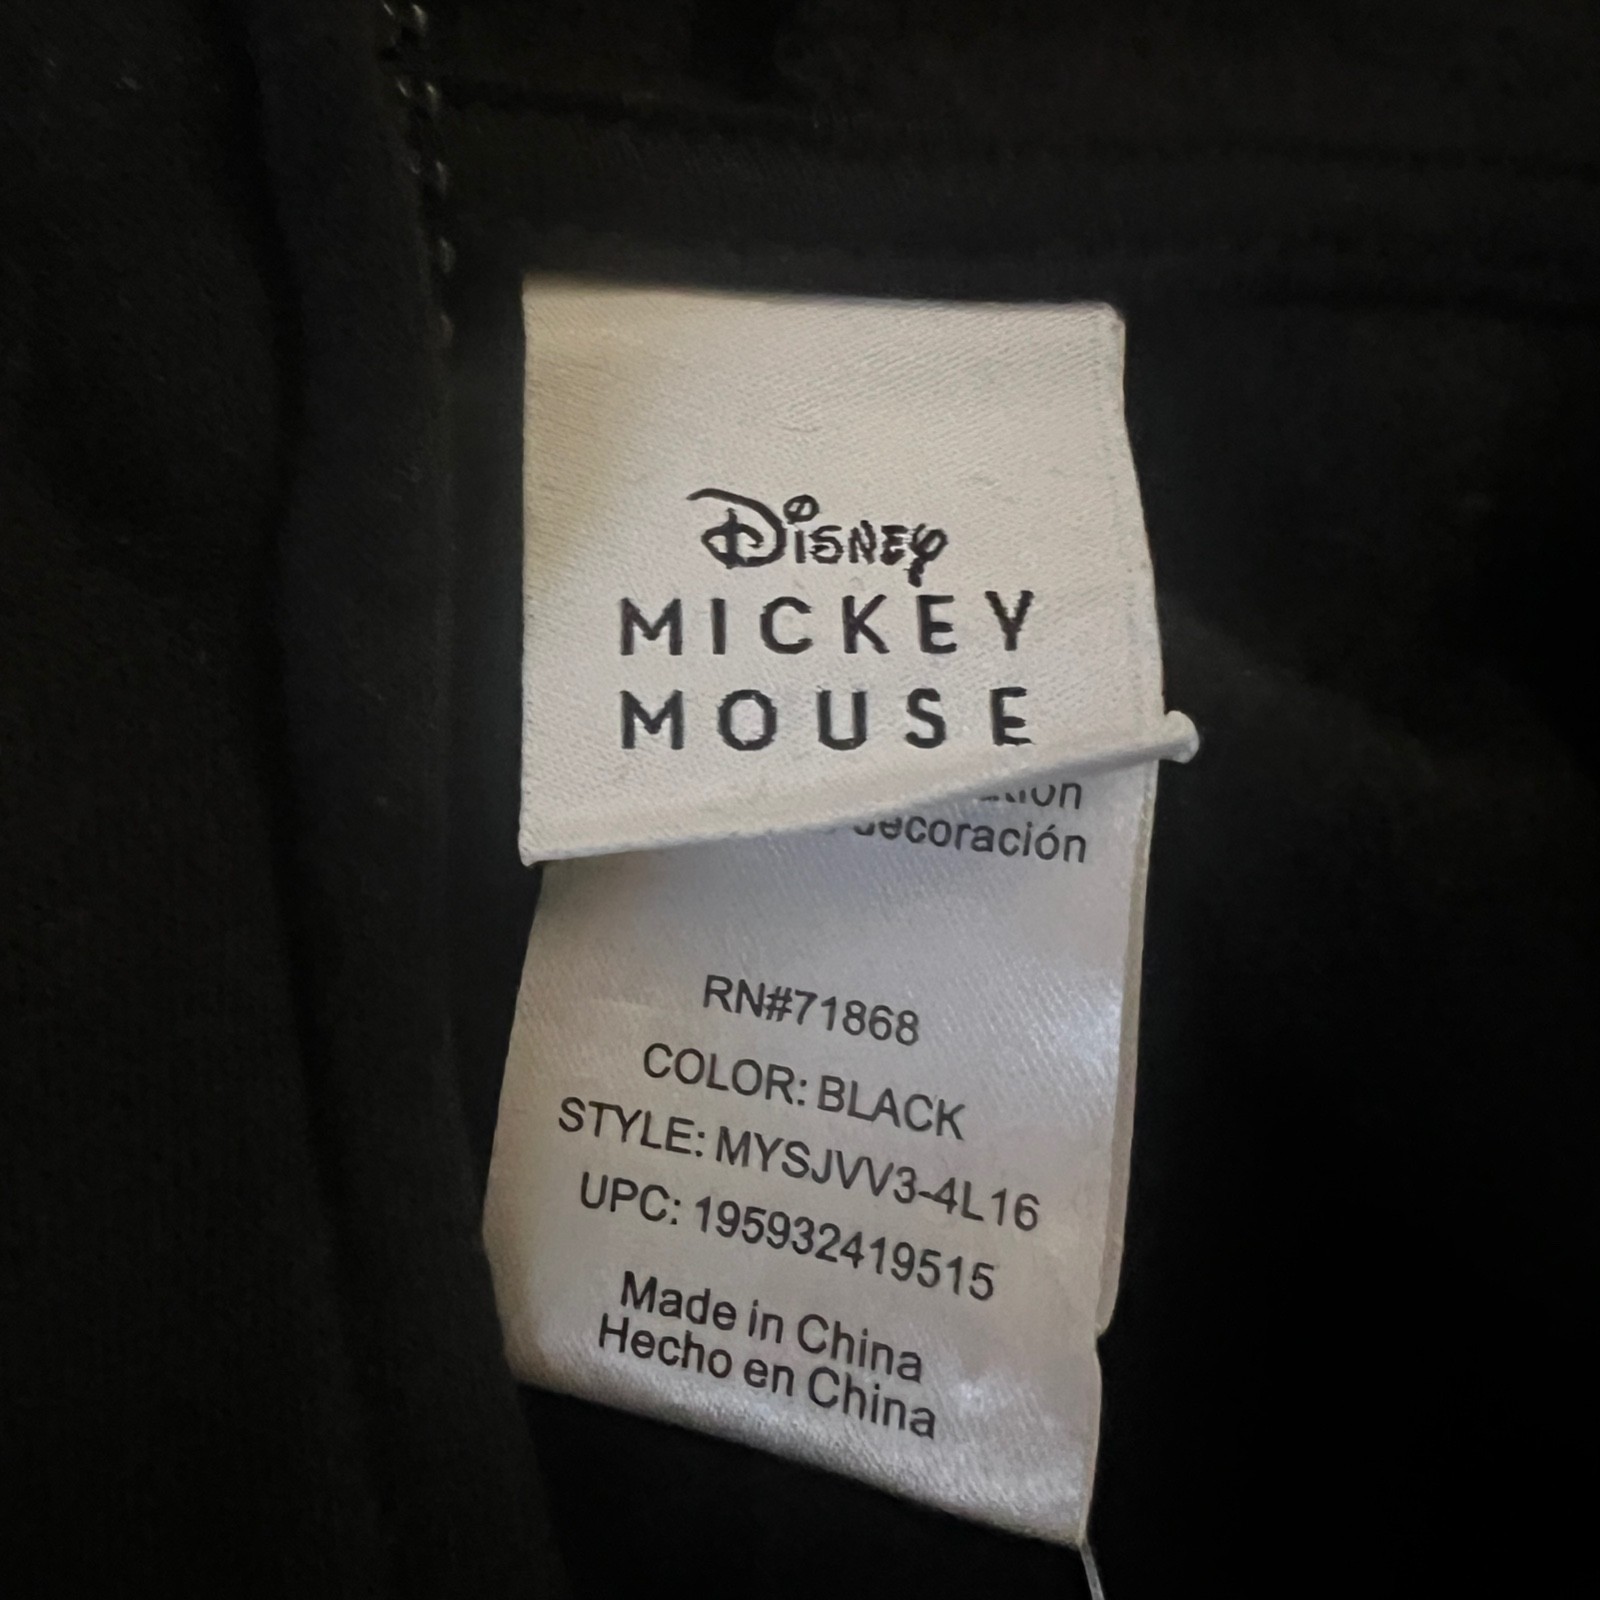 Disney
MICKEY
MOUSE
decoración
RN#71868
COLOR: BLACK
STYLE: MYSJVV3-4L16
UPC: 195932419515
Made in China
Hecho en China